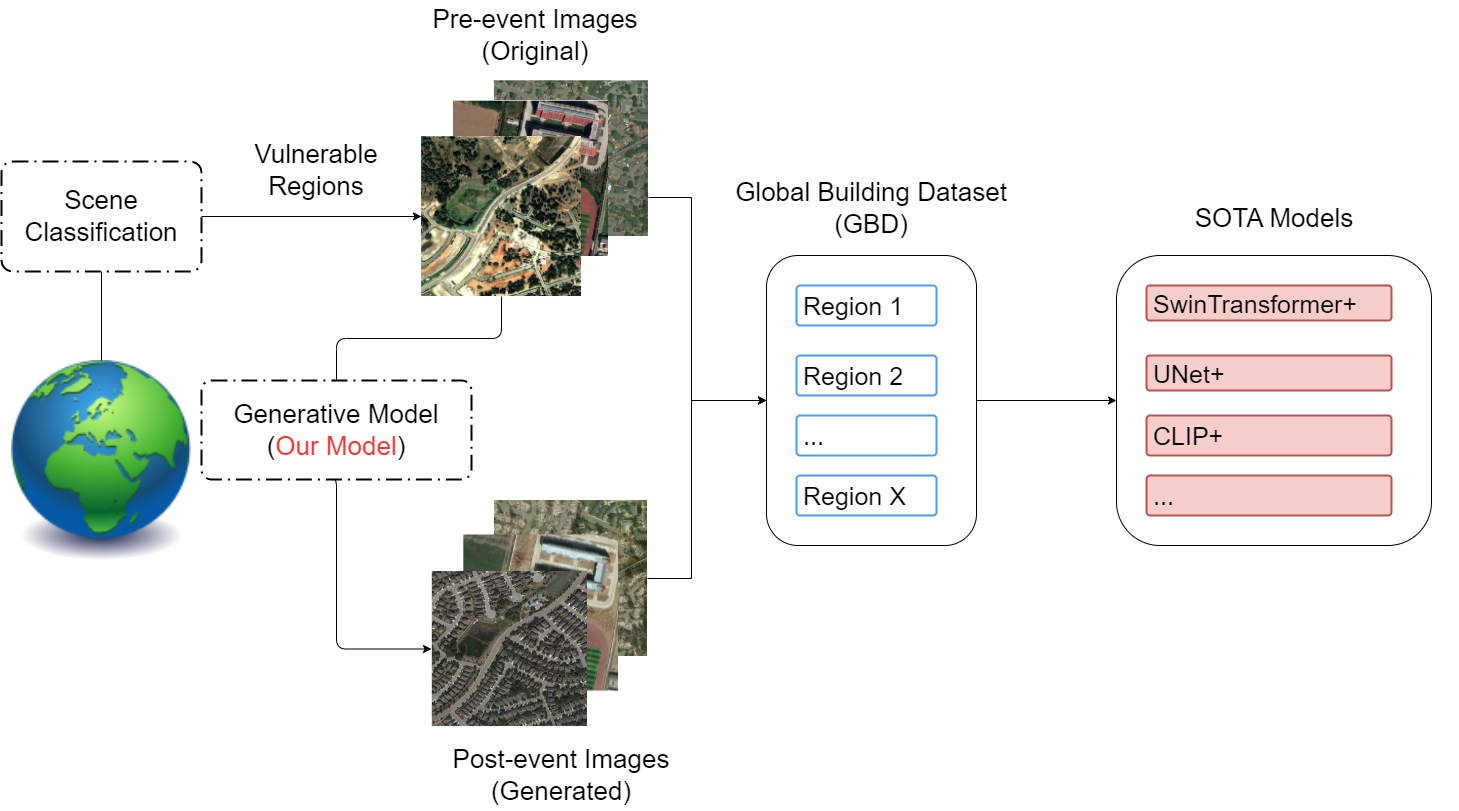 Pre-event Images
(Original)
Vulnerable
Regions
Scene
Classification
Generative Model
(Our Model)
Post-event Images
(Generated)
Global Building Dataset
(GBD)
Region 1
Region 2
...
Region X
SOTA Models
SwinTransformer+
UNet+
CLIP+
...